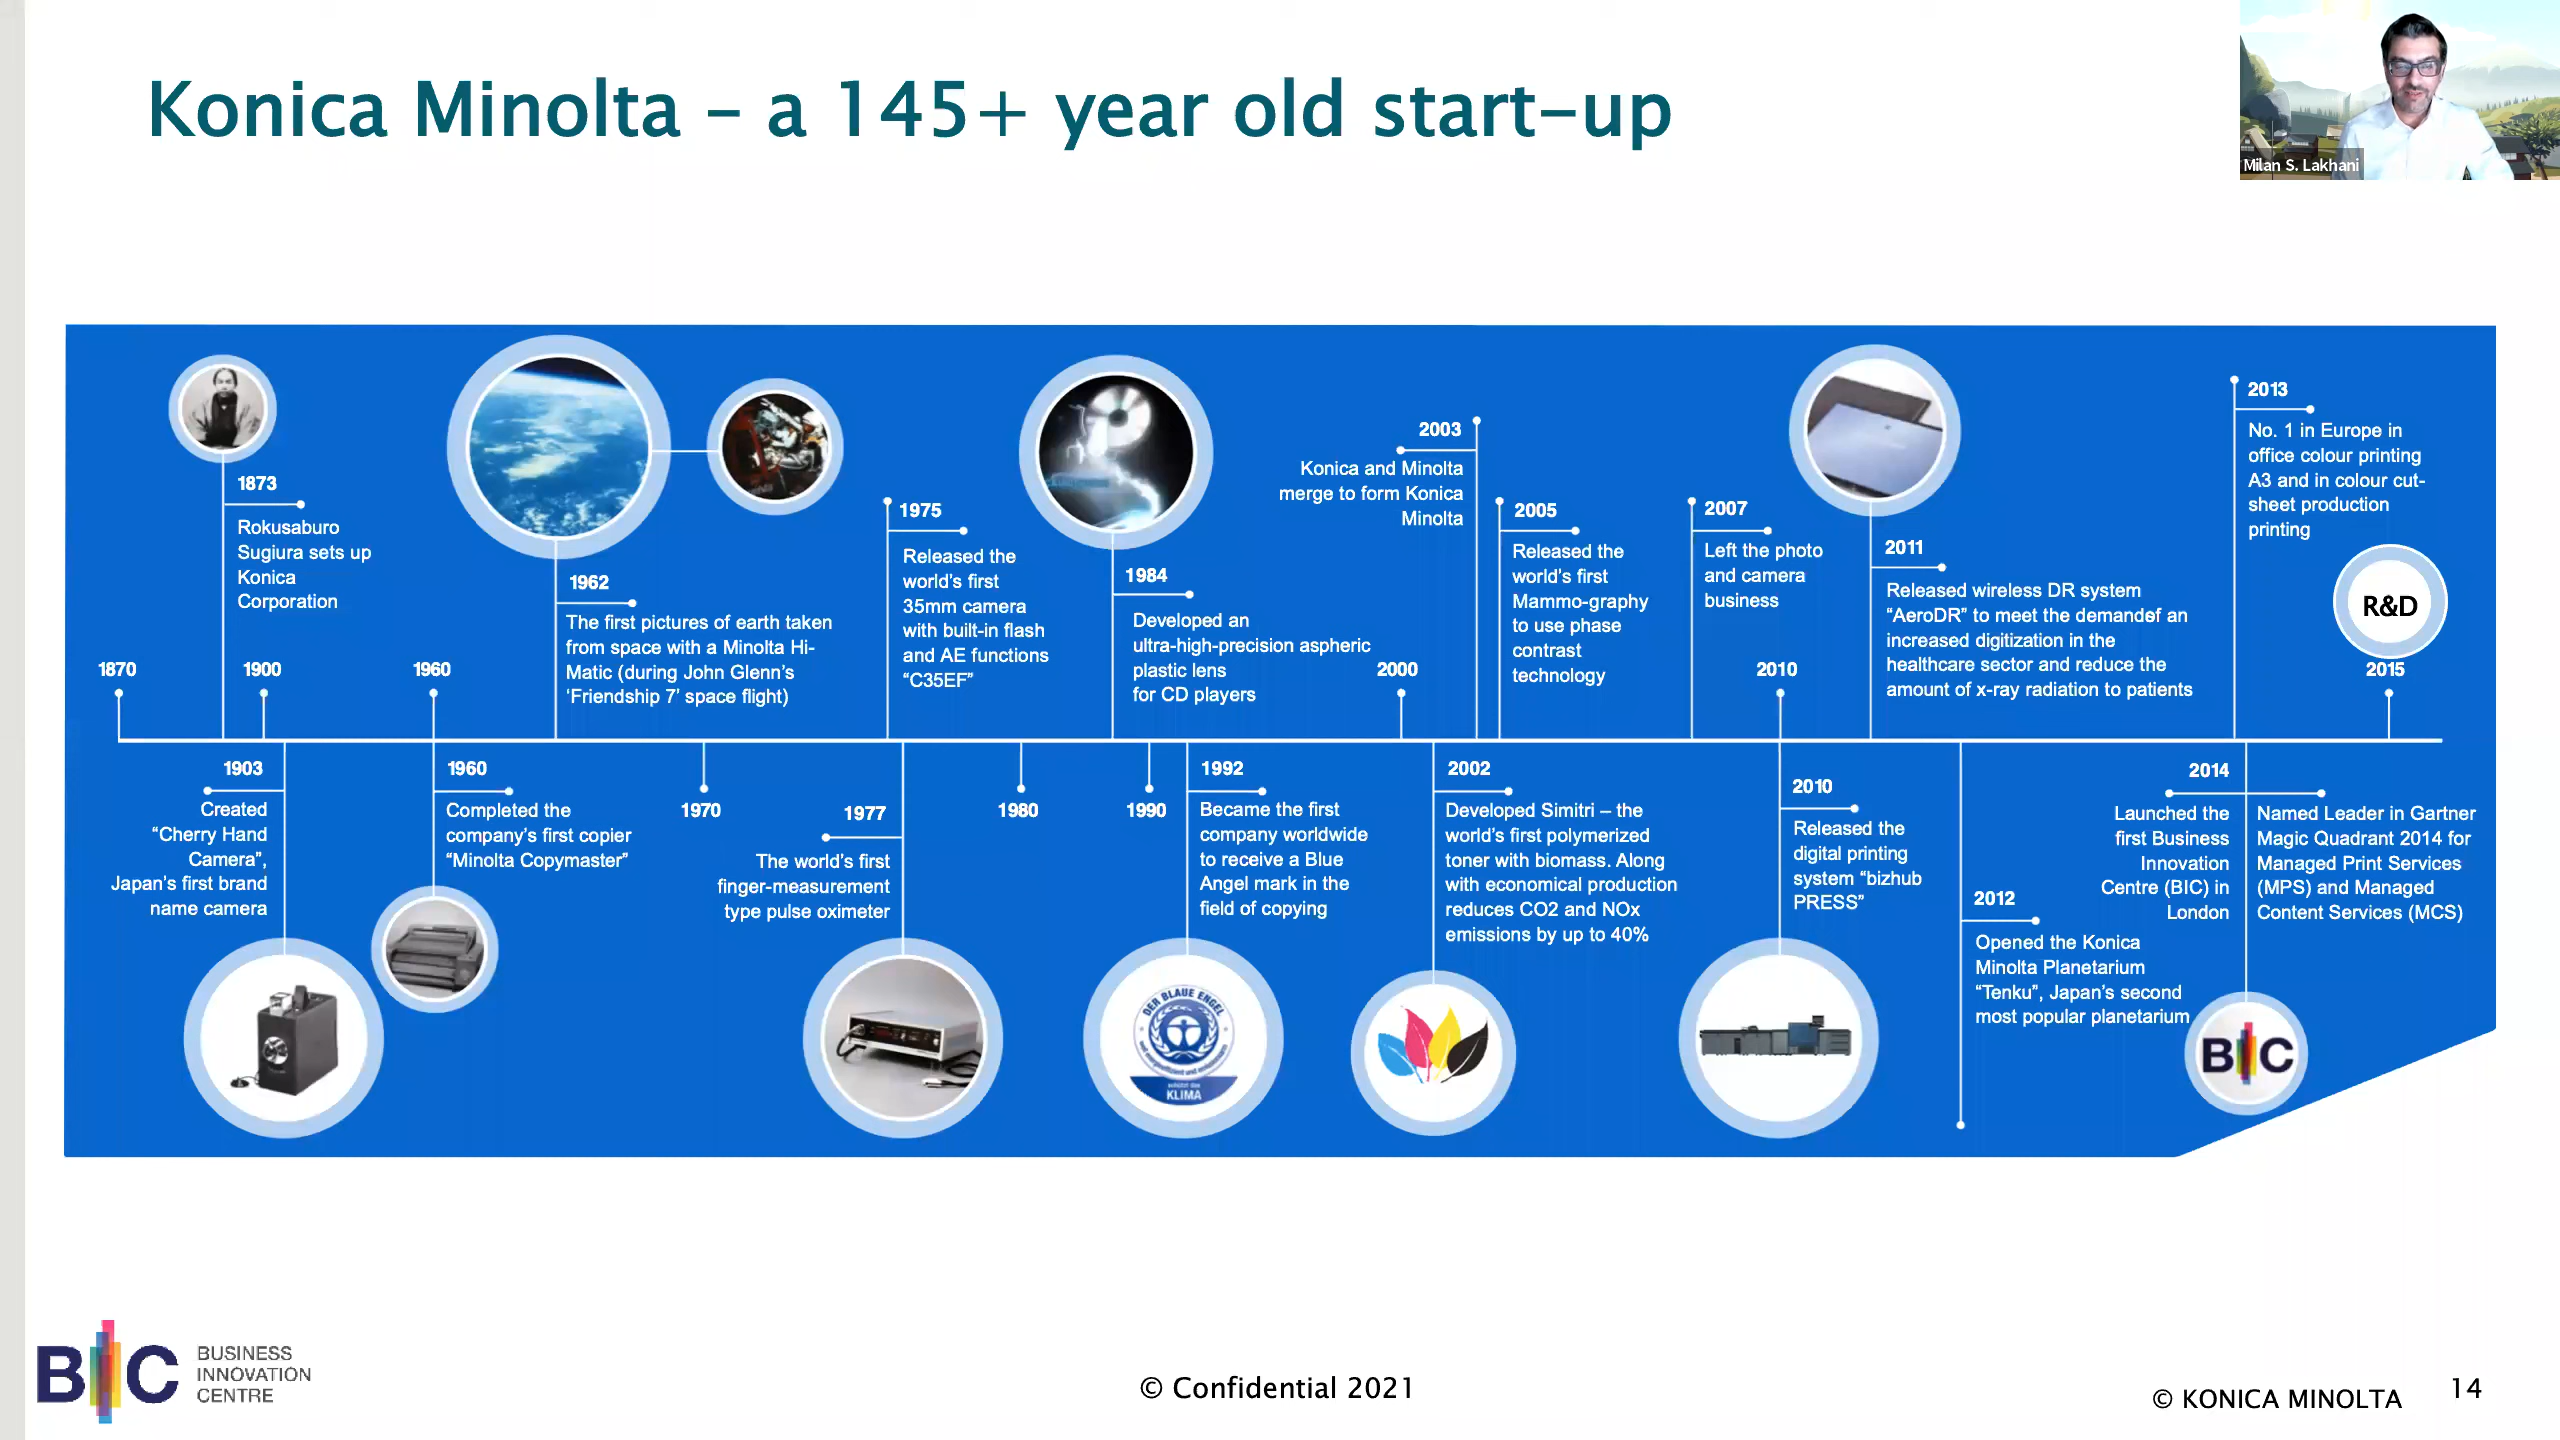 Konica Minolta – a 145+ year old start-up
Milan S. Lakhani
1870
1873
Rokusaburo
Sugiura sets up
Konica
Corporation
1900
1960
1962
The first pictures of earth taken
from space with a Minolta Hi-
Matic (during John Glenn's
'Friendship 7' space flight)
1975
Released the
world's first
35mm camera
with built-in flash
and AE functions
“C35EF”
1984
Developed an
ultra-high-precision aspheric
plastic lens
for CD players
2000
2003
Konica and Minolta
merge to form Konica
Minolta
2005
Released the
world's first
Mammo-graphy
to use phase
contrast
technology
2007
Left the photo
and camera
business
2010
2011
Released wireless DR system
“AeroDR” to meet the demandof an
increased digitization in the
healthcare sector and reduce the
amount of x-ray radiation to patients
2013
No. 1 in Europe in
office colour printing
A3 and in colour cut-
sheet production
printing
R&D
2015
1903
Created
“Cherry Hand
Camera”,
Japan's first brand
name camera
1960
Completed the
company's first copier
“Minolta Copymaster”
1970
1977
The world's first
finger-measurement
type pulse oximeter
1980
1990
1992
Became the first
company worldwide
to receive a Blue
Angel mark in the
field of copying
DER BLAUE ENGEL
KLIMA
2002
Developed Simitri – the
world's first polymerized
toner with biomass. Along
with economical production
reduces CO2 and NOx
emissions by up to 40%
2010
Released the
digital printing
system “bizhub
PRESS”
2012
Opened the Konica
Minolta Planetarium
“Tenku”, Japan's second
most popular planetarium
2014
Launched the
first Business
Innovation
Centre (BIC) in
London
Named Leader in Gartner
Magic Quadrant 2014 for
Managed Print Services
(MPS) and Managed
Content Services (MCS)
BIC
BIC
BUSINESS
INNOVATION
CENTRE
© Confidential 2021
© KONICA MINOLTA
14